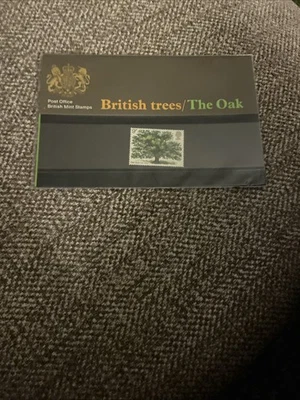 Post Office
British Mint Stamps
British trees/The Oak